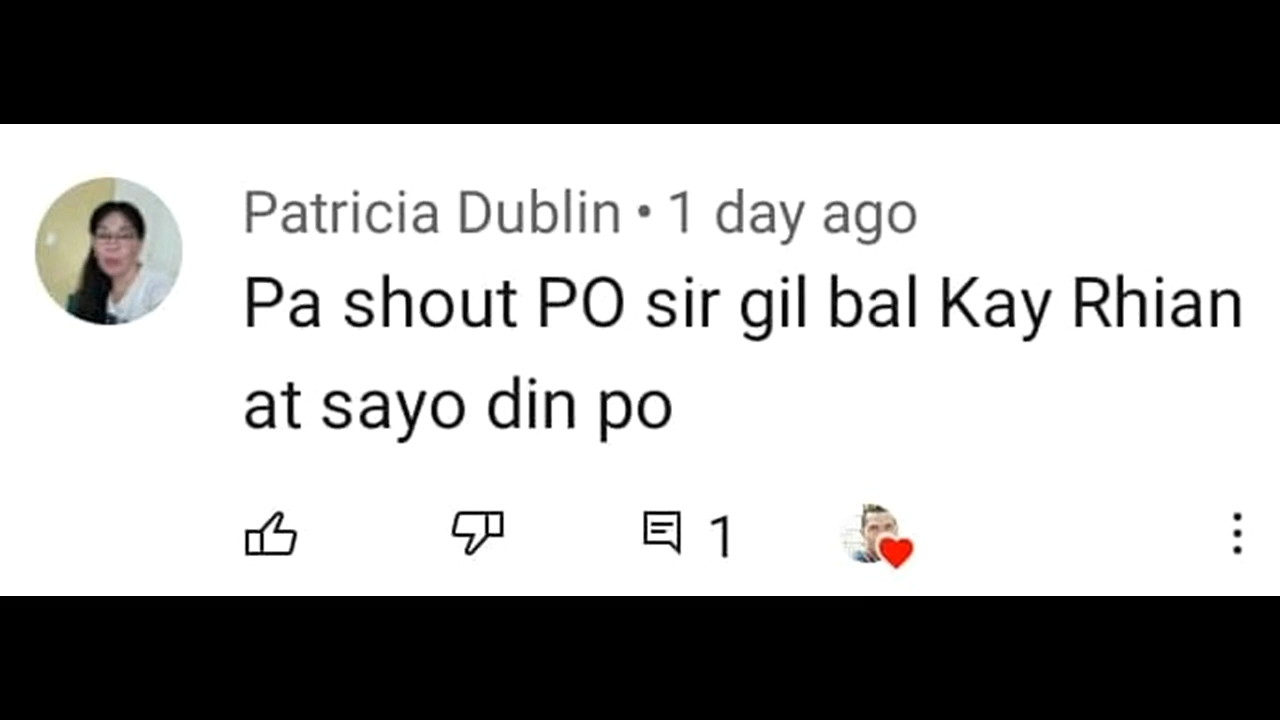 Patricia Dublin • 1 day ago
Pa shout PO sir gil bal Kay Rhian
at sayo din po
1